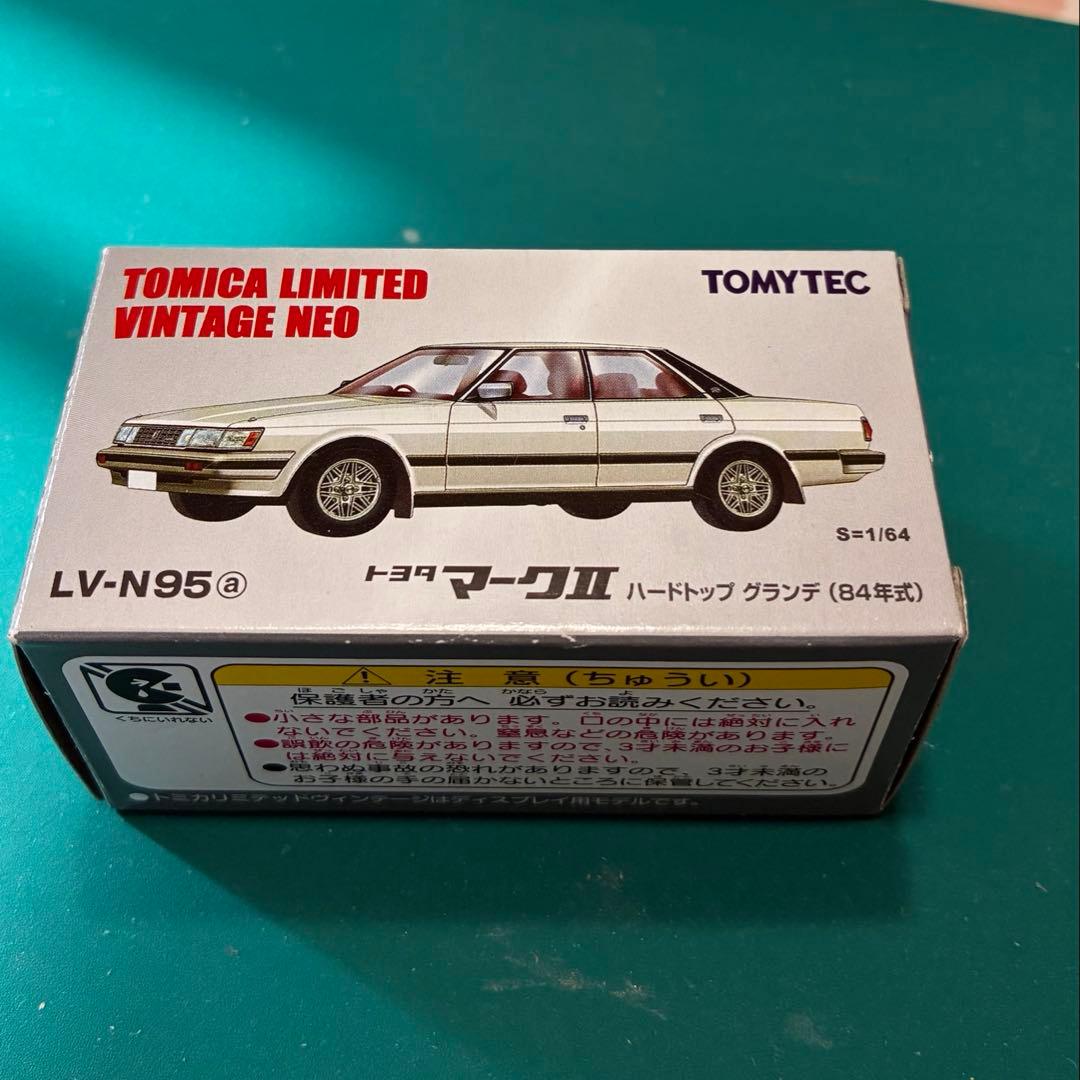 TOMICA LIMITED
VINTAGE NEO
TOMYTEC
S=1/64
LV-N95ⓐ
トヨタ マークII ハードトップ グランデ (84年式)
くちにいれない
⚠ 注意(ちゅうい)
保護者の方へ 必ずお読みください。
●小さな部品があります。口の中には絶対に入れ
ないでください。窒息などの危険があります。
●誤飲の危険がありますので、3才未満のお子様に
は絶対に与えないでください。
●思わぬ事故の恐れがありますので、3才未満の
お子様の手の届かないところに保管してください。
●トミカリミテッドヴィンテージはディスプレイ用モデルです。